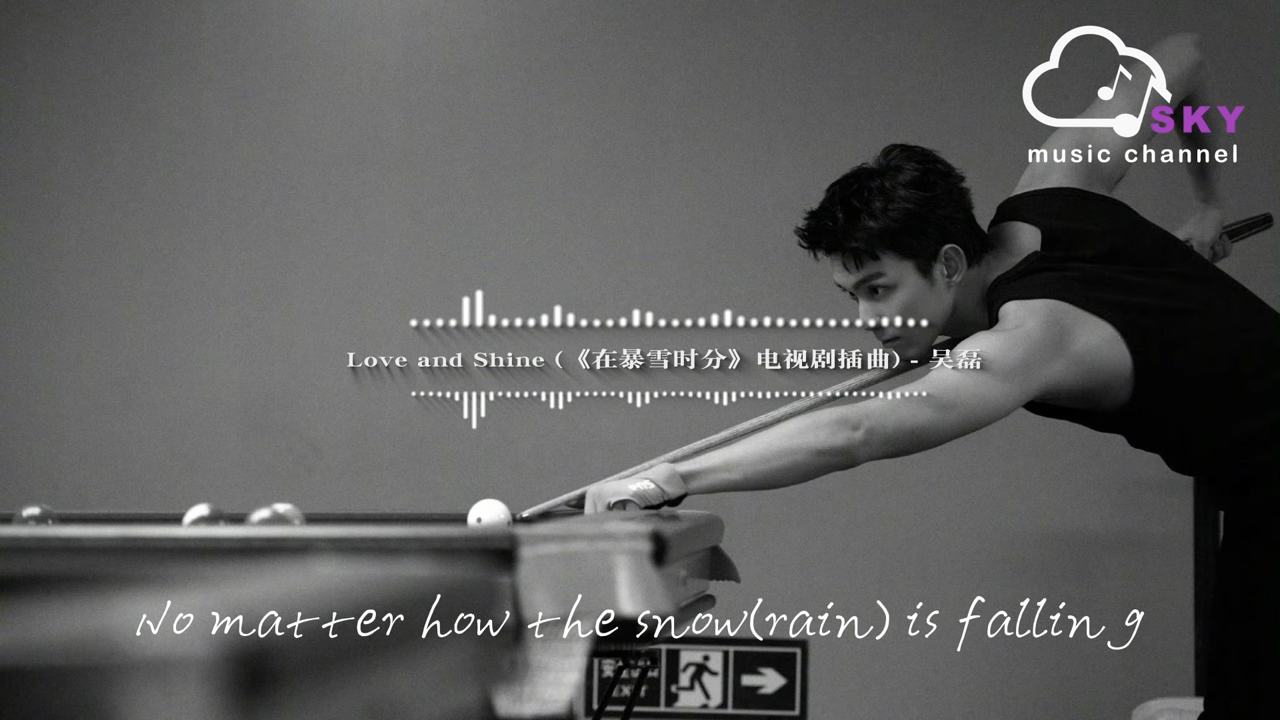 SKY
music channel
Love and Shine (《在暴雪时分》电视剧插曲) - 吴磊
No matter how the snow(rain) is falling
EXIT